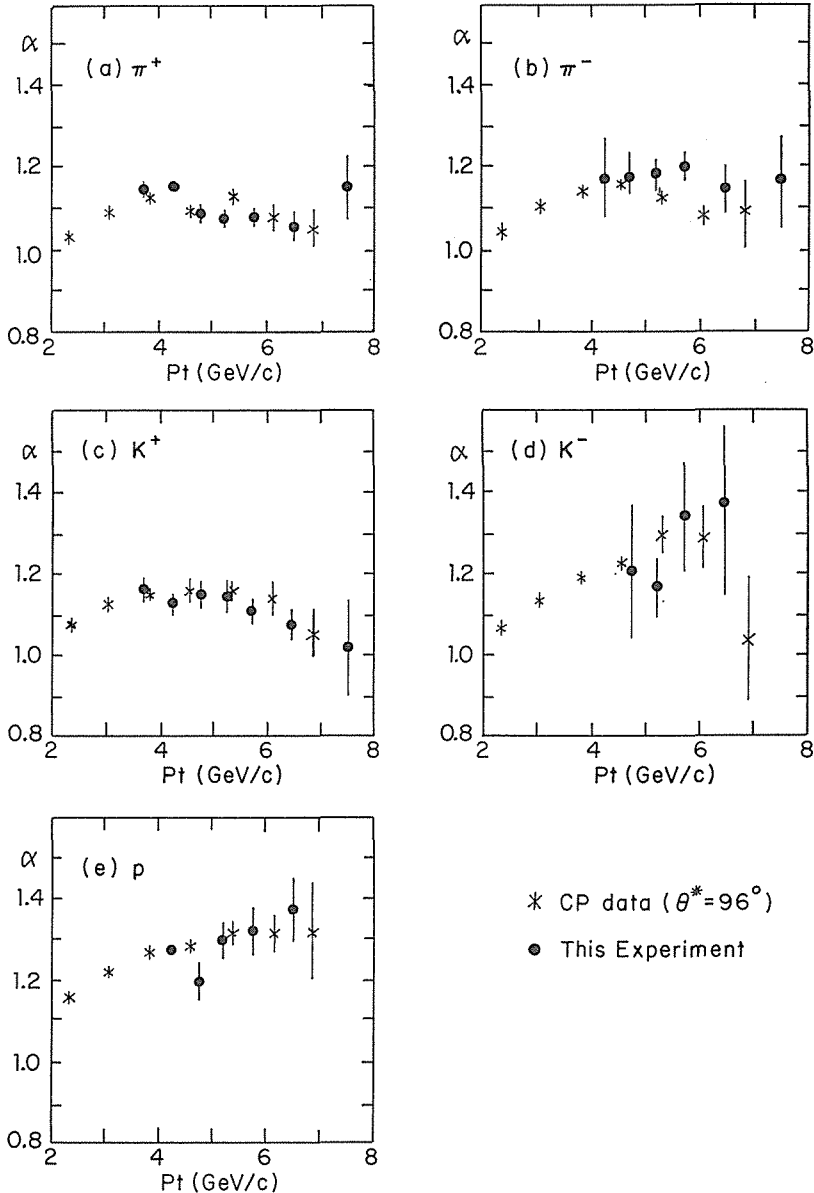 α
(a) π⁺
1.4
1.2
1.0
0.8
2 4 6 8
Pt (GeV/c)
α
(b) π⁻
1.4
1.2
1.0
0.8
2 4 6 8
Pt (GeV/c)
α
(c) K⁺
1.4
1.2
1.0
0.8
2 4 6 8
Pt (GeV/c)
α
(d) K⁻
1.4
1.2
1.0
0.8
2 4 6 8
Pt (GeV/c)
α
(e) p
1.4
1.2
1.0
0.8
2 4 6 8
Pt (GeV/c)
CP data (θ*=96°)
This Experiment